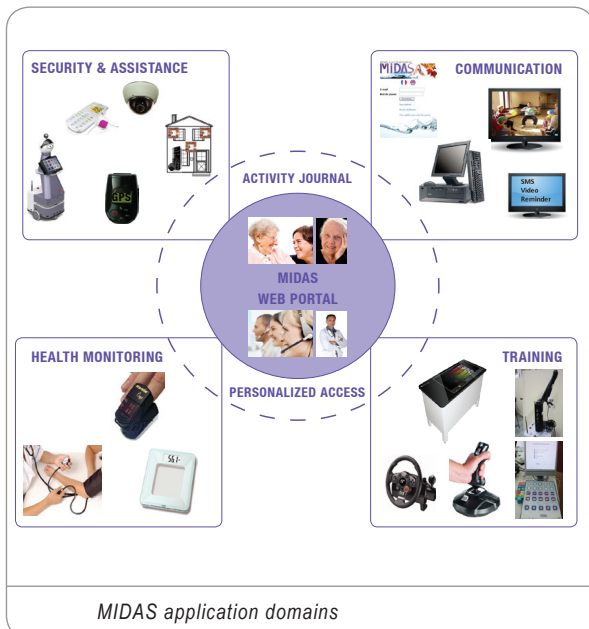 SECURITY & ASSISTANCE
GPS
MIDAS
COMMUNICATION
SMS
Video
Reminder
ACTIVITY JOURNAL
MIDAS
WEB PORTAL
PERSONALIZED ACCESS
HEALTH MONITORING
TRAINING
MIDAS application domains